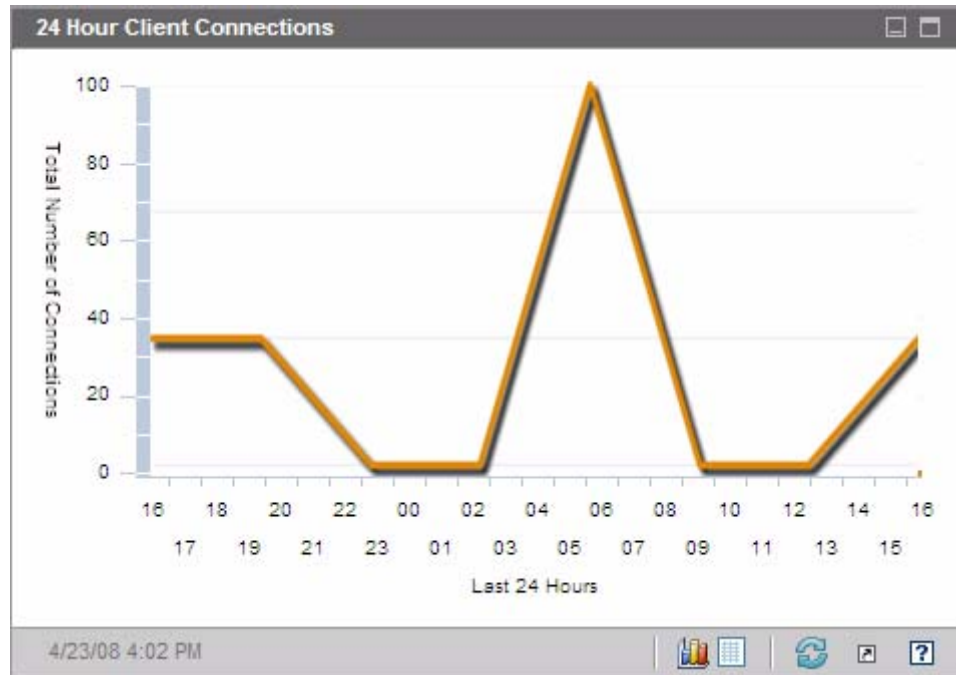 24 Hour Client Connections
100
80
60
40
20
0
Total Number of Connections
16 18 20 22 00 02 04 06 08 10 12 14 16
17 19 21 23 01 03 05 07 09 11 13 15
Last 24 Hours
4/23/08 4:02 PM
?